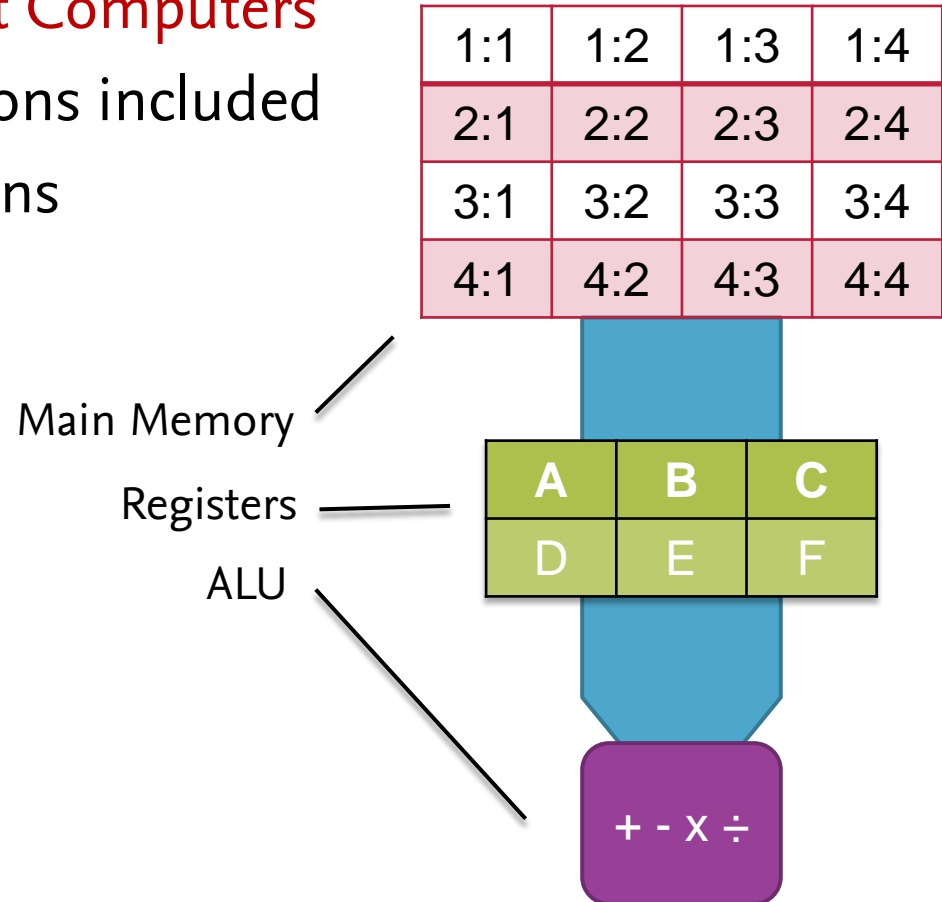 t Computers
ons included
ns
1:1 1:2 1:3 1:4
2:1 2:2 2:3 2:4
3:1 3:2 3:3 3:4
4:1 4:2 4:3 4:4
Main Memory
Registers
ALU
A B C
D E F
+ - x ÷